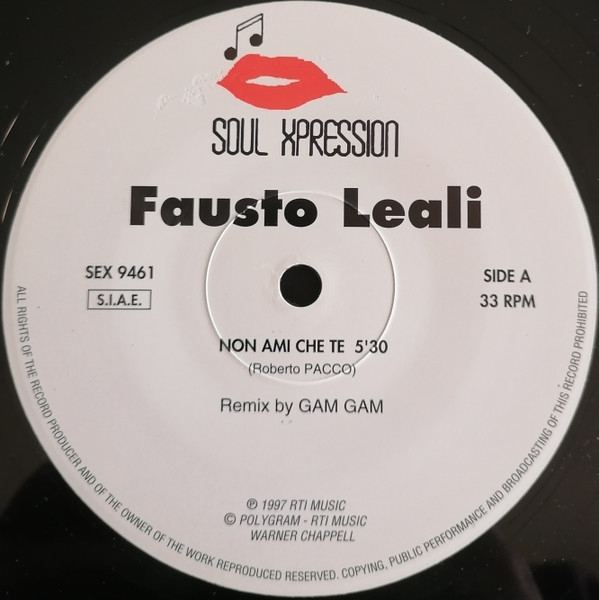 SOUL XPRESSION
Fausto Leali
SEX 9461
S.I.A.E.
SIDE A
33 RPM
NON AMI CHE TE 5'30
(Roberto PACCO)
Remix by GAM GAM
℗ 1997 RTI MUSIC
© POLYGRAM - RTI MUSIC
WARNER CHAPPELL
ALL RIGHTS OF THE RECORD PRODUCER AND OF THE OWNER OF THE WORK REPRODUCED RESERVED. COPYING, PUBLIC PERFORMANCE AND BROADCASTING OF THIS RECORD PROHIBITED